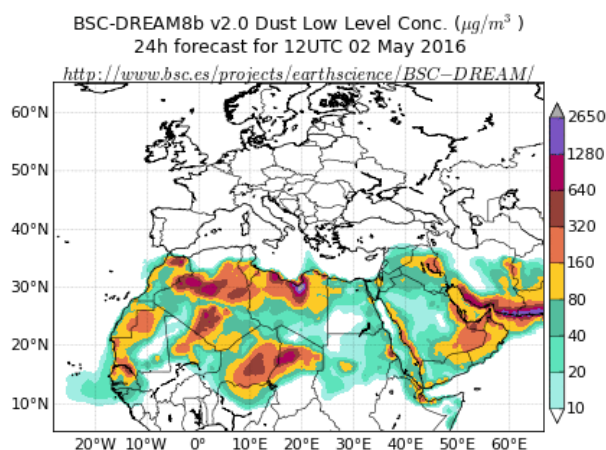 BSC-DREAM8b v2.0 Dust Low Level Conc. (μg/m³ )
24h forecast for 12UTC 02 May 2016
http://www.bsc.es/projects/earthscience/BSC−DREAM/
60°N
50°N
40°N
30°N
20°N
10°N
20°W 10°W 0° 10°E 20°E 30°E 40°E 50°E 60°E
2650
1280
640
320
160
80
40
20
10